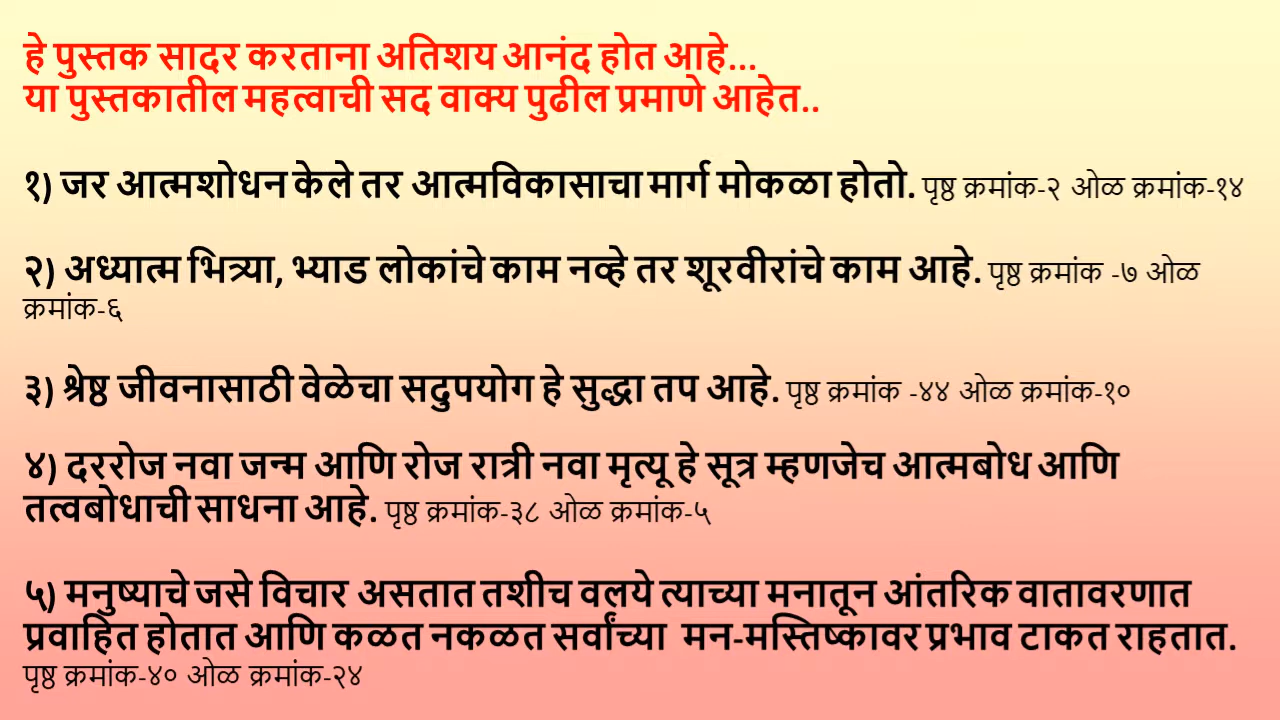 हे पुस्तक सादर करताना अतिशय आनंद होत आहे...
या पुस्तकातील महत्वाची सद वाक्य पुढील प्रमाणे आहेत..
१) जर आत्मशोधन केले तर आत्मविकासाचा मार्ग मोकळा होतो. पृष्ठ क्रमांक-२ ओळ क्रमांक-१४
२) अध्यात्म भित्र्या, भ्याड लोकांचे काम नव्हे तर शूरवीरांचे काम आहे. पृष्ठ क्रमांक -७ ओळ
क्रमांक-६
३) श्रेष्ठ जीवनासाठी वेळेचा सदुपयोग हे सुद्धा तप आहे. पृष्ठ क्रमांक -४४ ओळ क्रमांक-१०
४) दररोज नवा जन्म आणि रोज रात्री नवा मृत्यू हे सूत्र म्हणजेच आत्मबोध आणि
तत्वबोधाची साधना आहे. पृष्ठ क्रमांक-३८ ओळ क्रमांक-५
५) मनुष्याचे जसे विचार असतात तशीच वलये त्याच्या मनातून आंतरिक वातावरणात
प्रवाहित होतात आणि कळत नकळत सर्वांच्या  मन-मस्तिष्कावर प्रभाव टाकत राहतात.
पृष्ठ क्रमांक-४० ओळ क्रमांक-२४